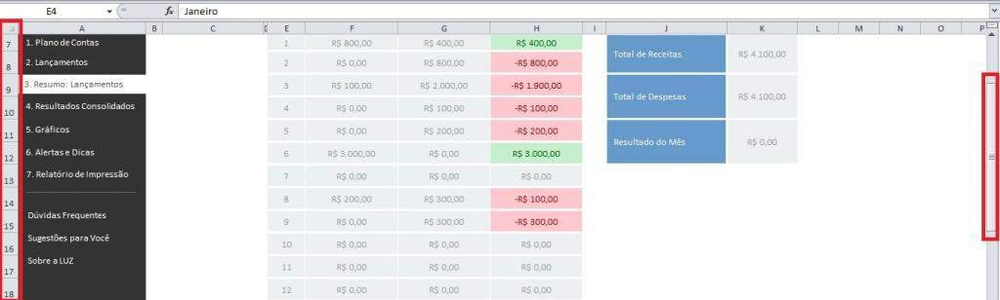 E4 fx Janeiro
A B C D E F G H I J K L M N O P
7 1. Plano de Contas 1 R$ 800,00 R$ 400,00 R$ 400,00
8 2. Lançamentos 2 R$ 0,00 R$ 800,00 -R$ 800,00 Total de Receitas R$ 4.100,00
9 3. Resumo: Lançamentos 3 R$ 100,00 R$ 2.000,00 -R$ 1.900,00
10 4. Resultados Consolidados 4 R$ 0,00 R$ 100,00 -R$ 100,00 Total de Despesas R$ 4.100,00
11 5. Gráficos 5 R$ 0,00 R$ 200,00 -R$ 200,00
12 6. Alertas e Dicas 6 R$ 3.000,00 R$ 0,00 R$ 3.000,00 Resultado do Mês R$ 0,00
13 7. Relatório de Impressão 7 R$ 0,00 R$ 0,00 R$ 0,00
14 8 R$ 200,00 R$ 300,00 -R$ 100,00
15 Dúvidas Frequentes 9 R$ 0,00 R$ 300,00 -R$ 300,00
16 Sugestões para Você 10 R$ 0,00 R$ 0,00 R$ 0,00
17 Sobre a LUZ 11 R$ 0,00 R$ 0,00 R$ 0,00
18 12 R$ 0,00 R$ 0,00 R$ 0,00